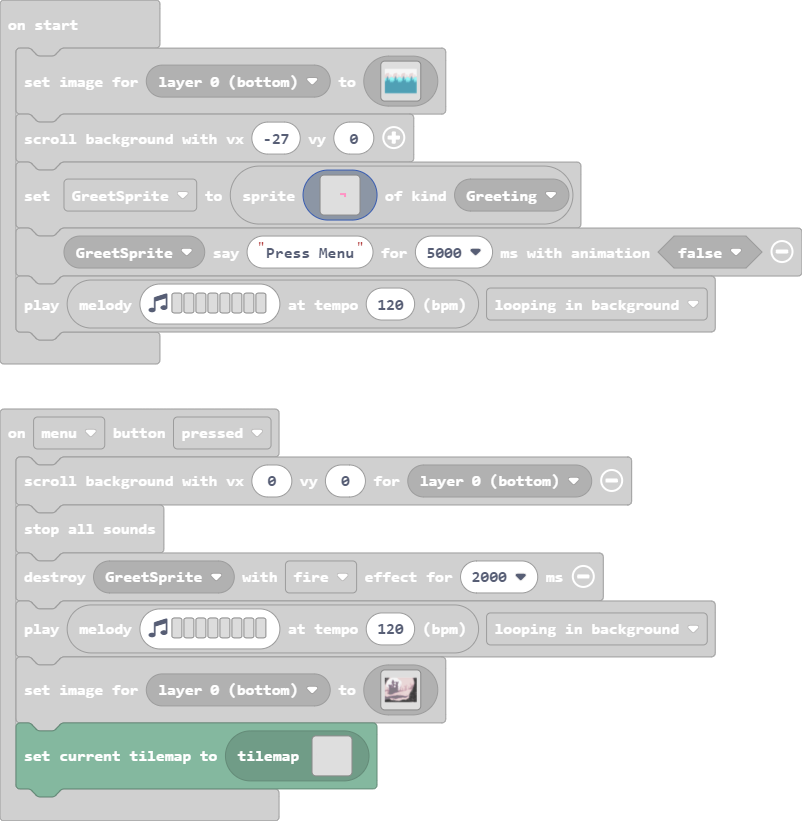 on start
set image for layer 0 (bottom) to
scroll background with vx -27 vy 0
set GreetSprite to sprite of kind Greeting
GreetSprite say "Press Menu" for 5000 ms with animation false
play melody at tempo 120 (bpm) looping in background
on menu button pressed
scroll background with vx 0 vy 0 for layer 0 (bottom)
stop all sounds
destroy GreetSprite with fire effect for 2000 ms
play melody at tempo 120 (bpm) looping in background
set image for layer 0 (bottom) to
set current tilemap to tilemap